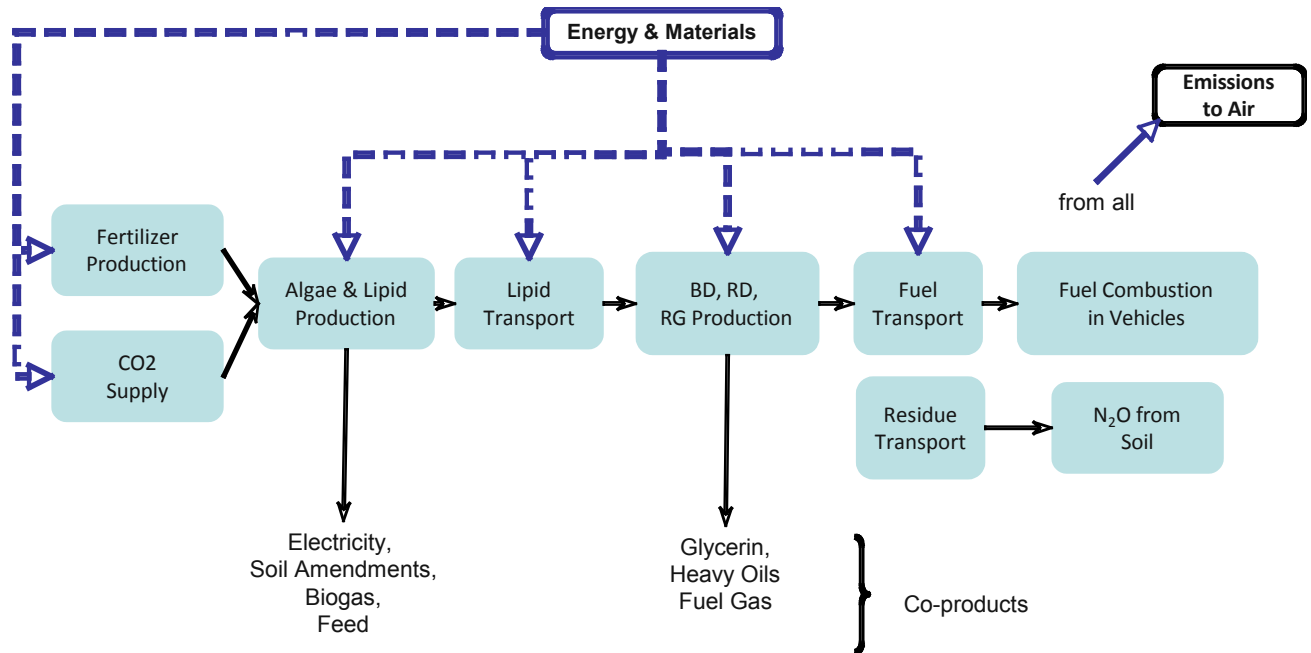 Energy & Materials
Emissions
to Air
from all
Fertilizer
Production
Algae & Lipid
Production
Lipid
Transport
BD, RD,
RG Production
Fuel
Transport
Fuel Combustion
in Vehicles
CO2
Supply
Residue
Transport
N₂O from
Soil
Electricity,
Soil Amendments,
Biogas,
Feed
Glycerin,
Heavy Oils
Fuel Gas
Co-products